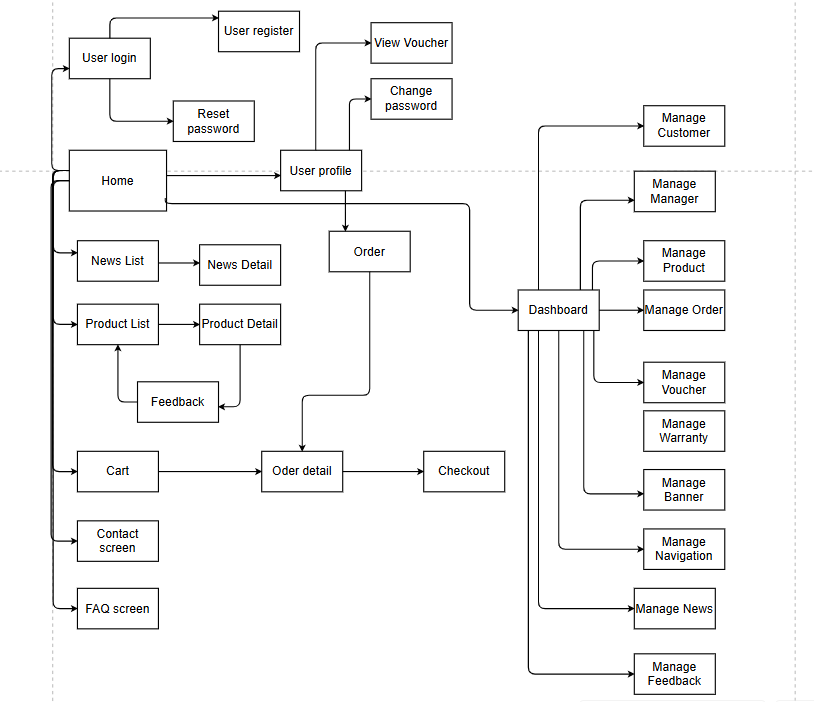 User register
User login
View Voucher
Change
password
Reset
password
Manage
Customer
Home
User profile
Manage
Manager
News List
News Detail
Order
Manage
Product
Product List
Product Detail
Dashboard
Manage Order
Feedback
Manage
Voucher
Manage
Warranty
Cart
Oder detail
Checkout
Manage
Banner
Contact
screen
Manage
Navigation
FAQ screen
Manage News
Manage
Feedback